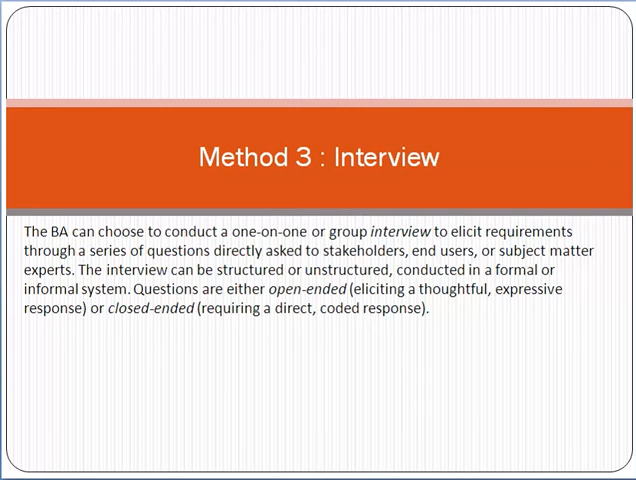 Method 3 : Interview
The BA can choose to conduct a one-on-one or group interview to elicit requirements
through a series of questions directly asked to stakeholders, end users, or subject matter
experts. The interview can be structured or unstructured, conducted in a formal or
informal system. Questions are either open-ended (eliciting a thoughtful, expressive
response) or closed-ended (requiring a direct, coded response).